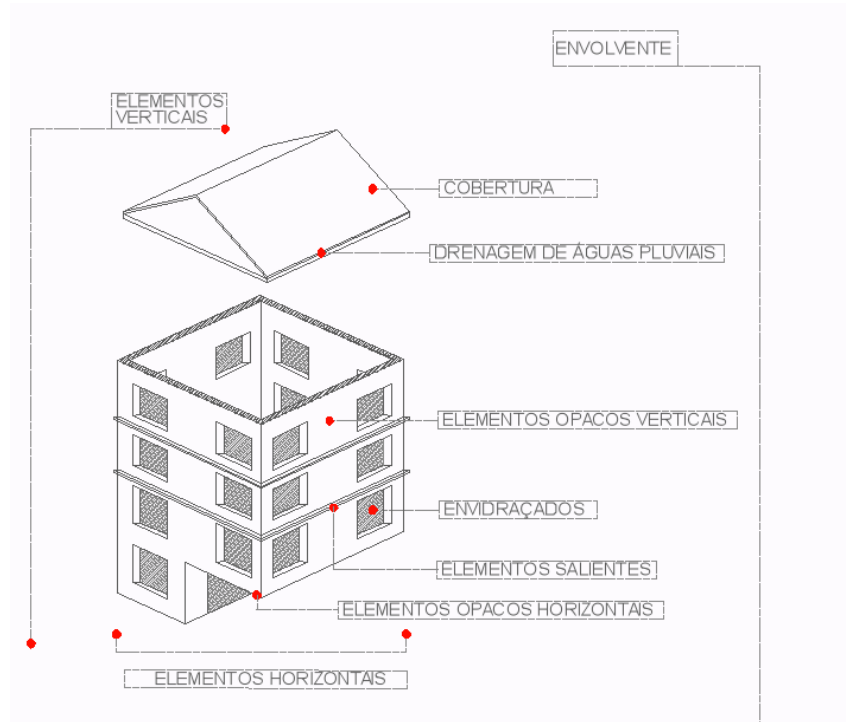 ENVOLVENTE
ELEMENTOS
VERTICAIS
COBERTURA
DRENAGEM DE ÁGUAS PLUVIAIS
ELEMENTOS OPACOS VERTICAIS
ENVIDRAÇADOS
ELEMENTOS SALIENTES
ELEMENTOS OPACOS HORIZONTAIS
ELEMENTOS HORIZONTAIS